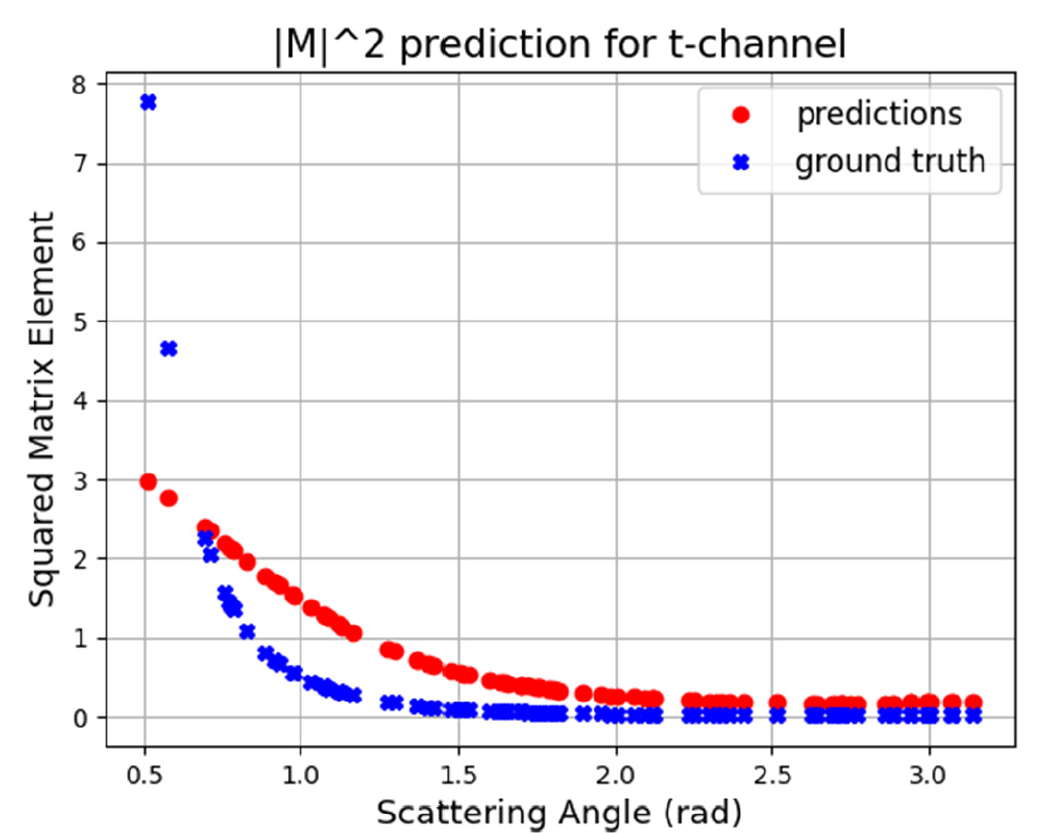 |M|^2 prediction for t-channel
predictions
ground truth
Squared Matrix Element
8
7
6
5
4
3
2
1
0
0.5 1.0 1.5 2.0 2.5 3.0
Scattering Angle (rad)